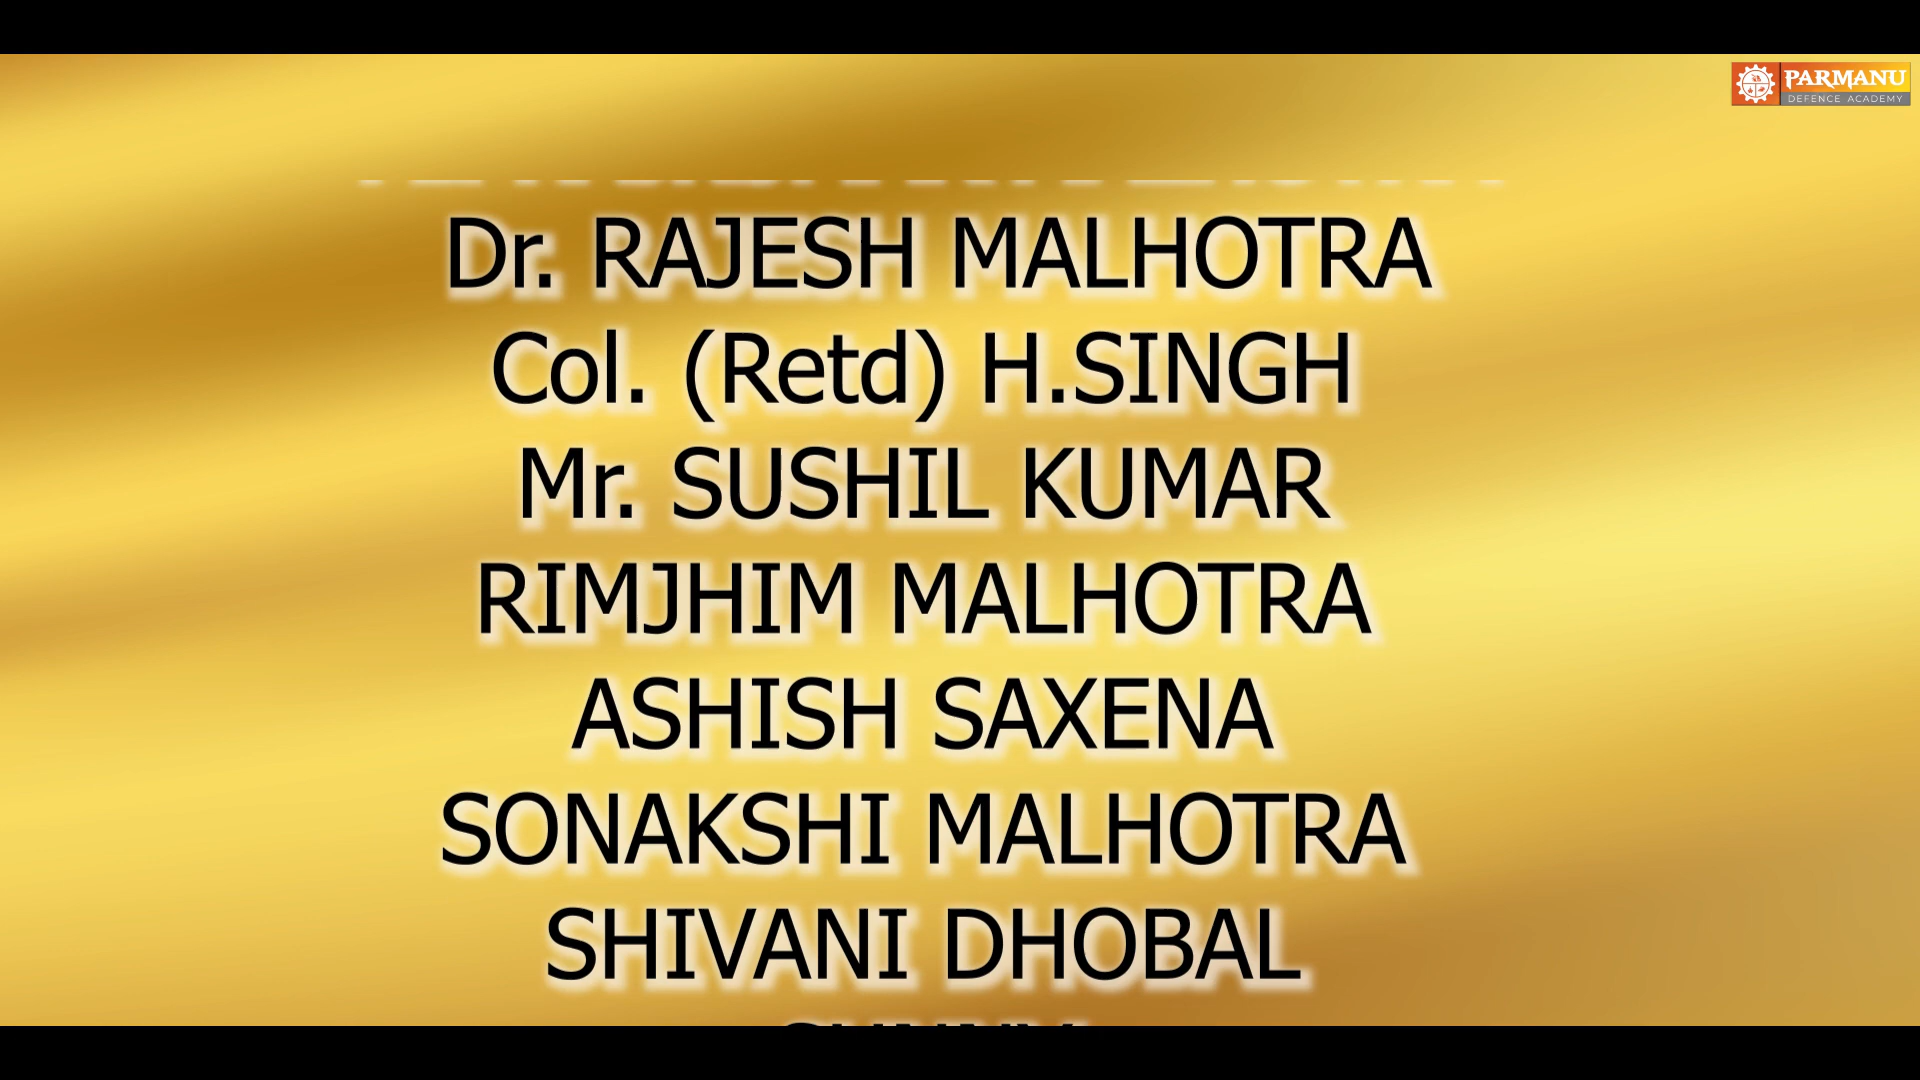 PARMANU
DEFENCE ACADEMY
Dr. RAJESH MALHOTRA
Col. (Retd) H.SINGH
Mr. SUSHIL KUMAR
RIMJHIM MALHOTRA
ASHISH SAXENA
SONAKSHI MALHOTRA
SHIVANI DHOBAL